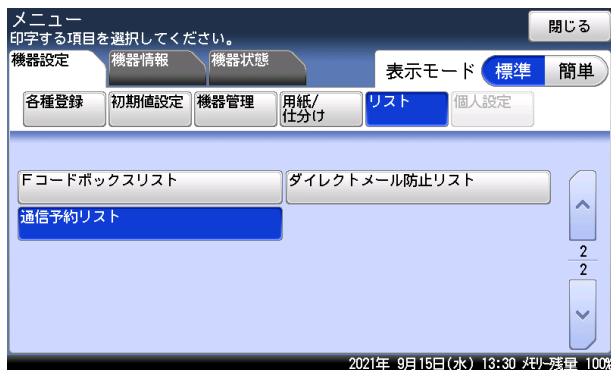 メニュー
印字する項目を選択してください。
閉じる
機器設定 機器情報 機器状態
表示モード 標準 簡単
各種登録 初期値設定 機器管理 用紙/
仕分け リスト 個人設定
Fコードボックスリスト ダイレクトメール防止リスト
通信予約リスト
2
2
2021年 9月15日(水) 13:30 メモリー残量 100%